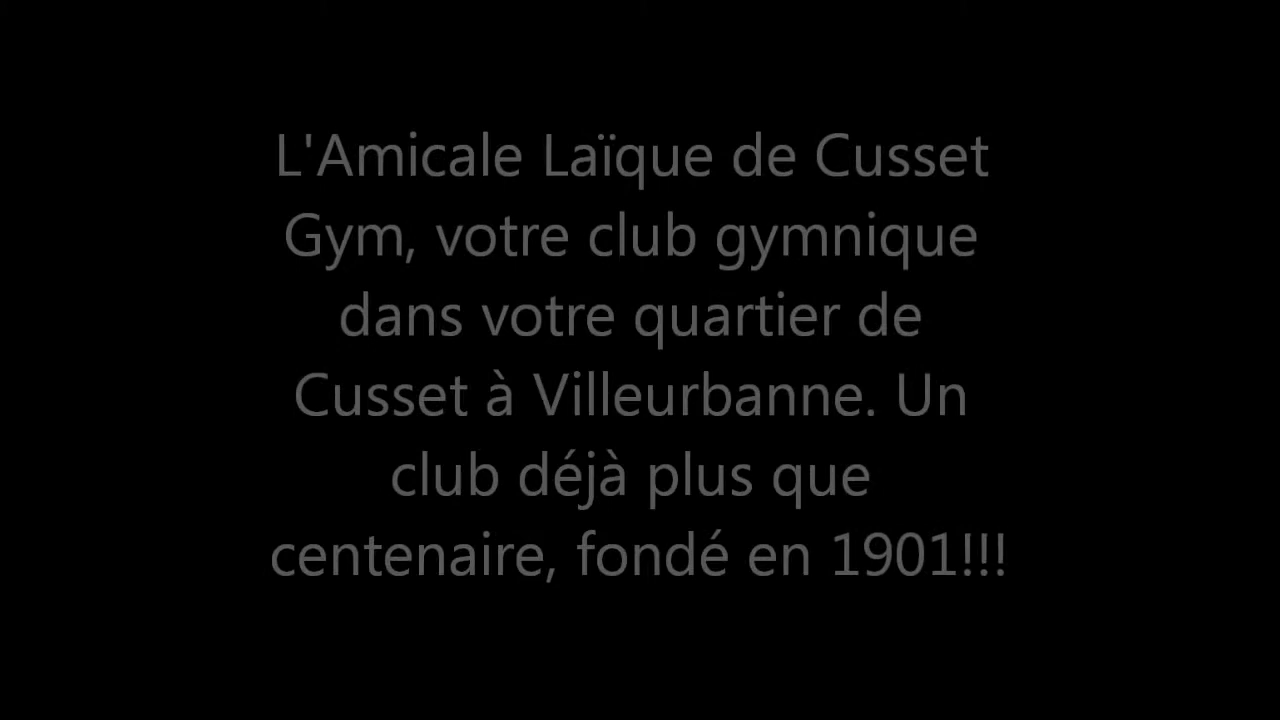 L'Amicale Laïque de Cusset
Gym, votre club gymnique
dans votre quartier de
Cusset à Villeurbanne. Un
club déjà plus que
centenaire, fondé en 1901!!!